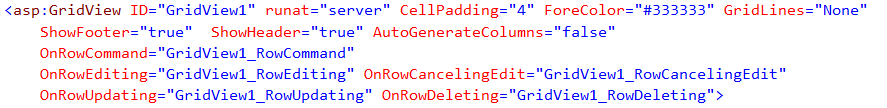 <asp:GridView ID="GridView1" runat="server" CellPadding="4" ForeColor="#333333" GridLines="None"
ShowFooter="true" ShowHeader="true" AutoGenerateColumns="false"
OnRowCommand="GridView1_RowCommand"
OnRowEditing="GridView1_RowEditing" OnRowCancelingEdit="GridView1_RowCancelingEdit"
OnRowUpdating="GridView1_RowUpdating" OnRowDeleting="GridView1_RowDeleting">